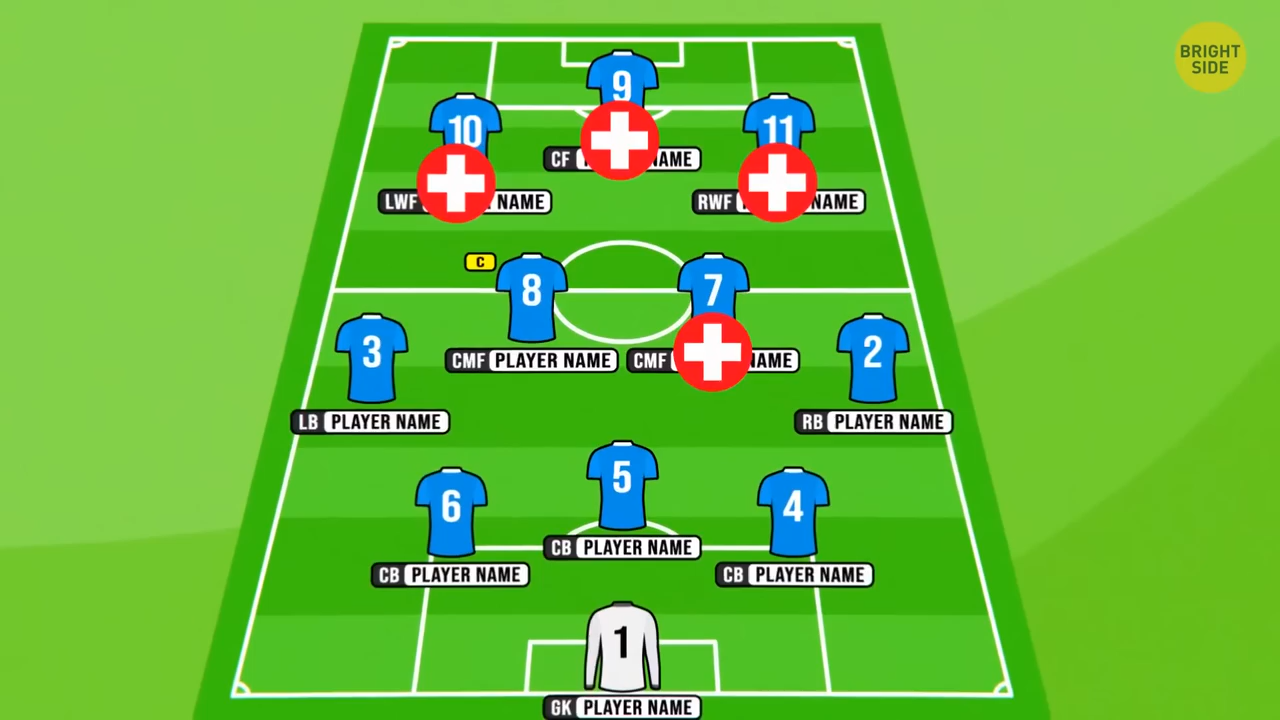 BRIGHT
SIDE
9
10
11
CF NAME
LWF NAME
RWF NAME
C
8
7
CMF PLAYER NAME
CMF NAME
3
2
LB PLAYER NAME
RB PLAYER NAME
5
6
4
CB PLAYER NAME
CB PLAYER NAME
CB PLAYER NAME
1
GK PLAYER NAME